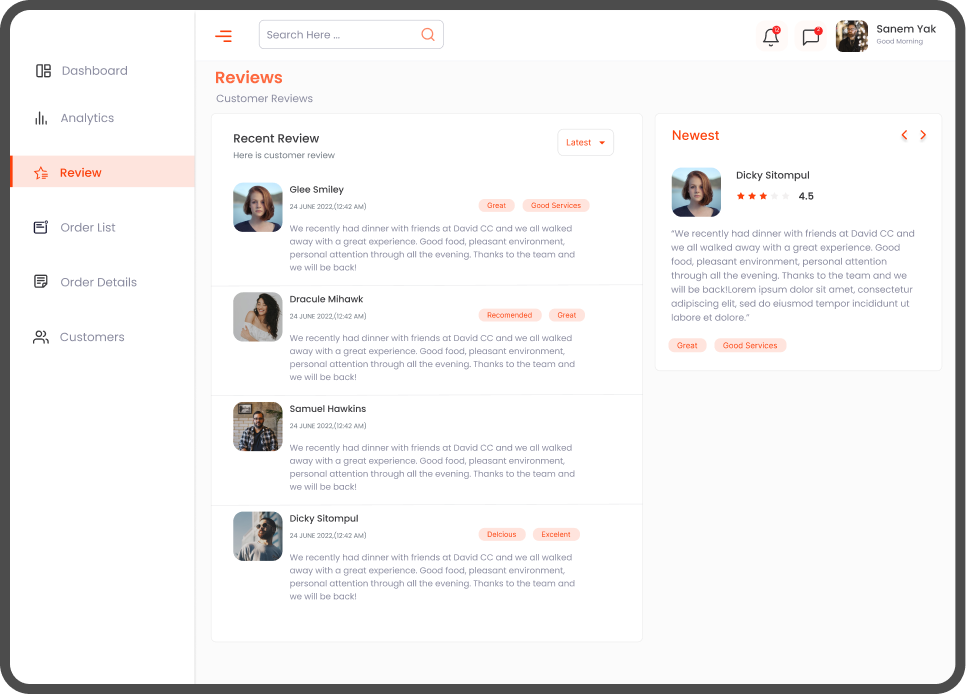 Search Here ...
Sanem Yak
Good Morning
Dashboard
Analytics
Review
Order List
Order Details
Customers
Reviews
Customer Reviews
Recent Review
Here is customer review
Latest
Glee Smiley
24 JUNE 2022,(12:42 AM)
Great
Good Services
We recently had dinner with friends at David CC and we all walked
away with a great experience. Good food, pleasant environment,
personal attention through all the evening. Thanks to the team and
we will be back!
Dracule Mihawk
24 JUNE 2022,(12:42 AM)
Recomended
Great
We recently had dinner with friends at David CC and we all walked
away with a great experience. Good food, pleasant environment,
personal attention through all the evening. Thanks to the team and
we will be back!
Samuel Hawkins
24 JUNE 2022,(12:42 AM)
We recently had dinner with friends at David CC and we all walked
away with a great experience. Good food, pleasant environment,
personal attention through all the evening. Thanks to the team and
we will be back!
Dicky Sitompul
24 JUNE 2022,(12:42 AM)
Delcious
Excelent
We recently had dinner with friends at David CC and we all walked
away with a great experience. Good food, pleasant environment,
personal attention through all the evening. Thanks to the team and
we will be back!
Newest
Dicky Sitompul
4.5
“We recently had dinner with friends at David CC and
we all walked away with a great experience. Good
food, pleasant environment, personal attention
through all the evening. Thanks to the team and we
will be back!Lorem ipsum dolor sit amet, consectetur
adipiscing elit, sed do eiusmod tempor incididunt ut
labore et dolore.”
Great
Good Services